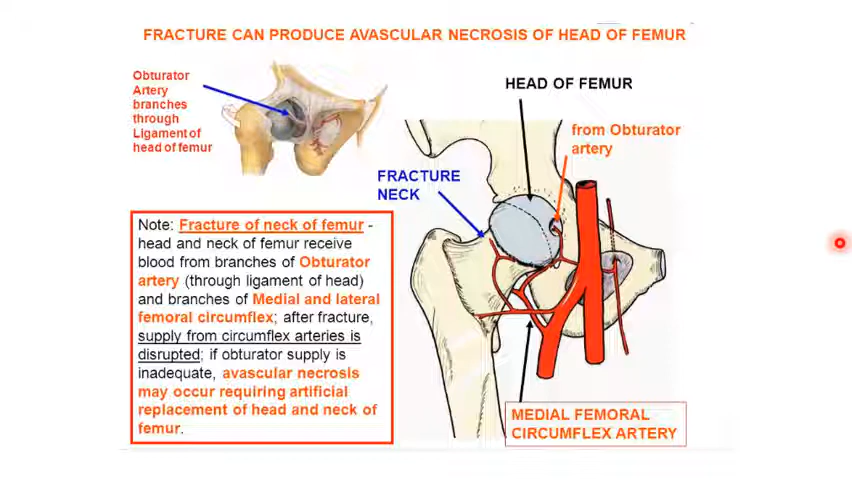 FRACTURE CAN PRODUCE AVASCULAR NECROSIS OF HEAD OF FEMUR
Obturator
Artery
branches
through
Ligament of
head of femur
HEAD OF FEMUR
from Obturator
artery
FRACTURE
NECK
Note: Fracture of neck of femur -
head and neck of femur receive
blood from branches of Obturator
artery (through ligament of head)
and branches of Medial and lateral
femoral circumflex; after fracture,
supply from circumflex arteries is
disrupted; if obturator supply is
inadequate, avascular necrosis
may occur requiring artificial
replacement of head and neck of
femur.
MEDIAL FEMORAL
CIRCUMFLEX ARTERY